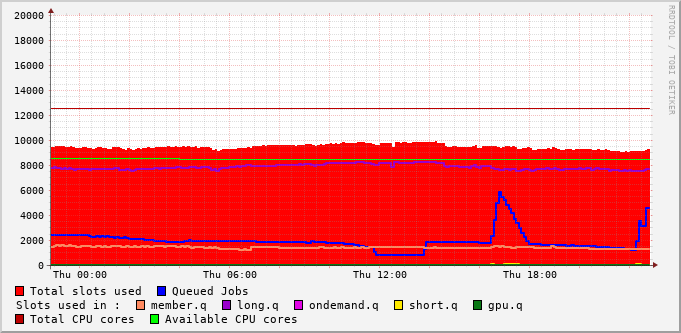 20000
18000
16000
14000
12000
10000
8000
6000
4000
2000
0
Thu 00:00 Thu 06:00 Thu 12:00 Thu 18:00
RRDTOOL / TOBI OETIKER
Total slots used Queued Jobs
Slots used in : member.q long.q ondemand.q short.q gpu.q
Total CPU cores Available CPU cores